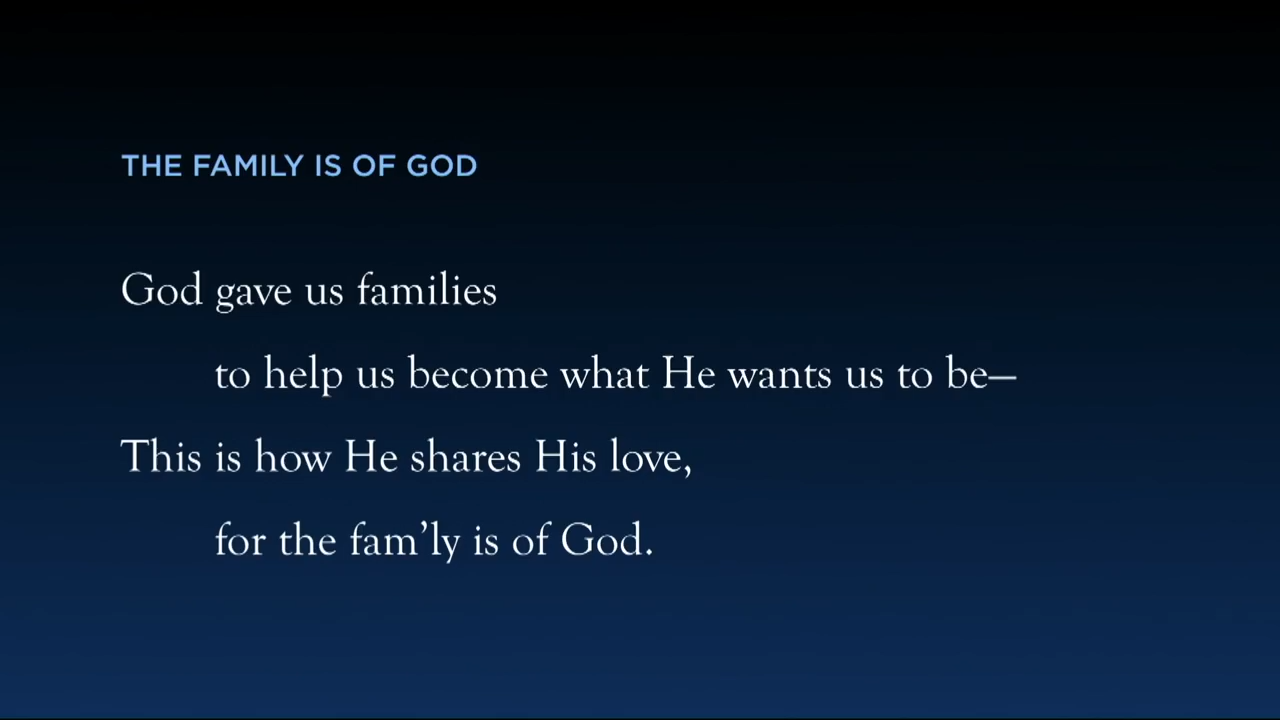 THE FAMILY IS OF GOD
God gave us families
to help us become what He wants us to be—
This is how He shares His love,
for the fam’ly is of God.